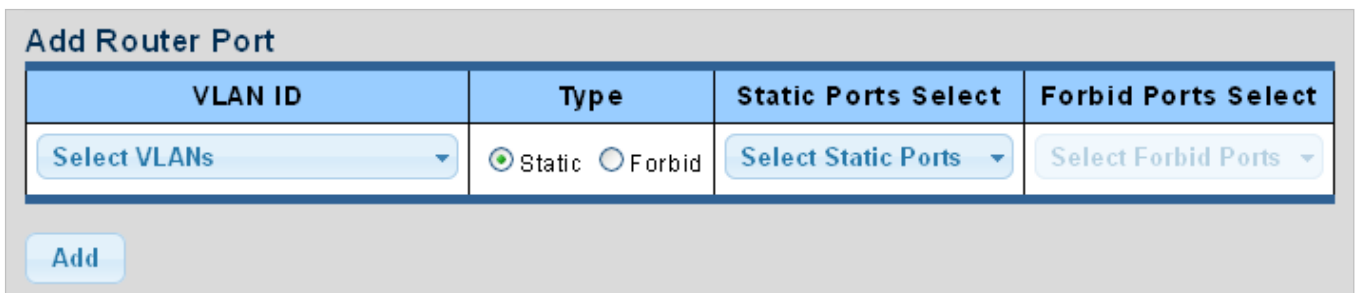 Add Router Port
VLAN ID Type Static Ports Select Forbid Ports Select
Select VLANs Static Forbid Select Static Ports Select Forbid Ports
Add